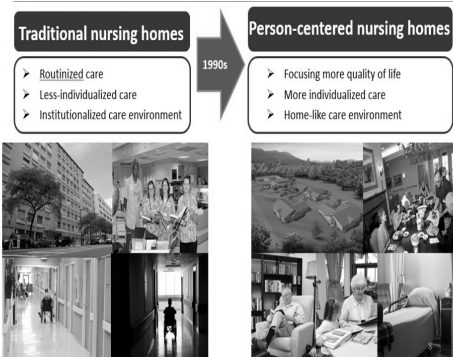 Traditional nursing homes
Routinized care
Less-individualized care
Institutionalized care environment
1990s
Person-centered nursing homes
Focusing more quality of life
More individualized care
Home-like care environment
8